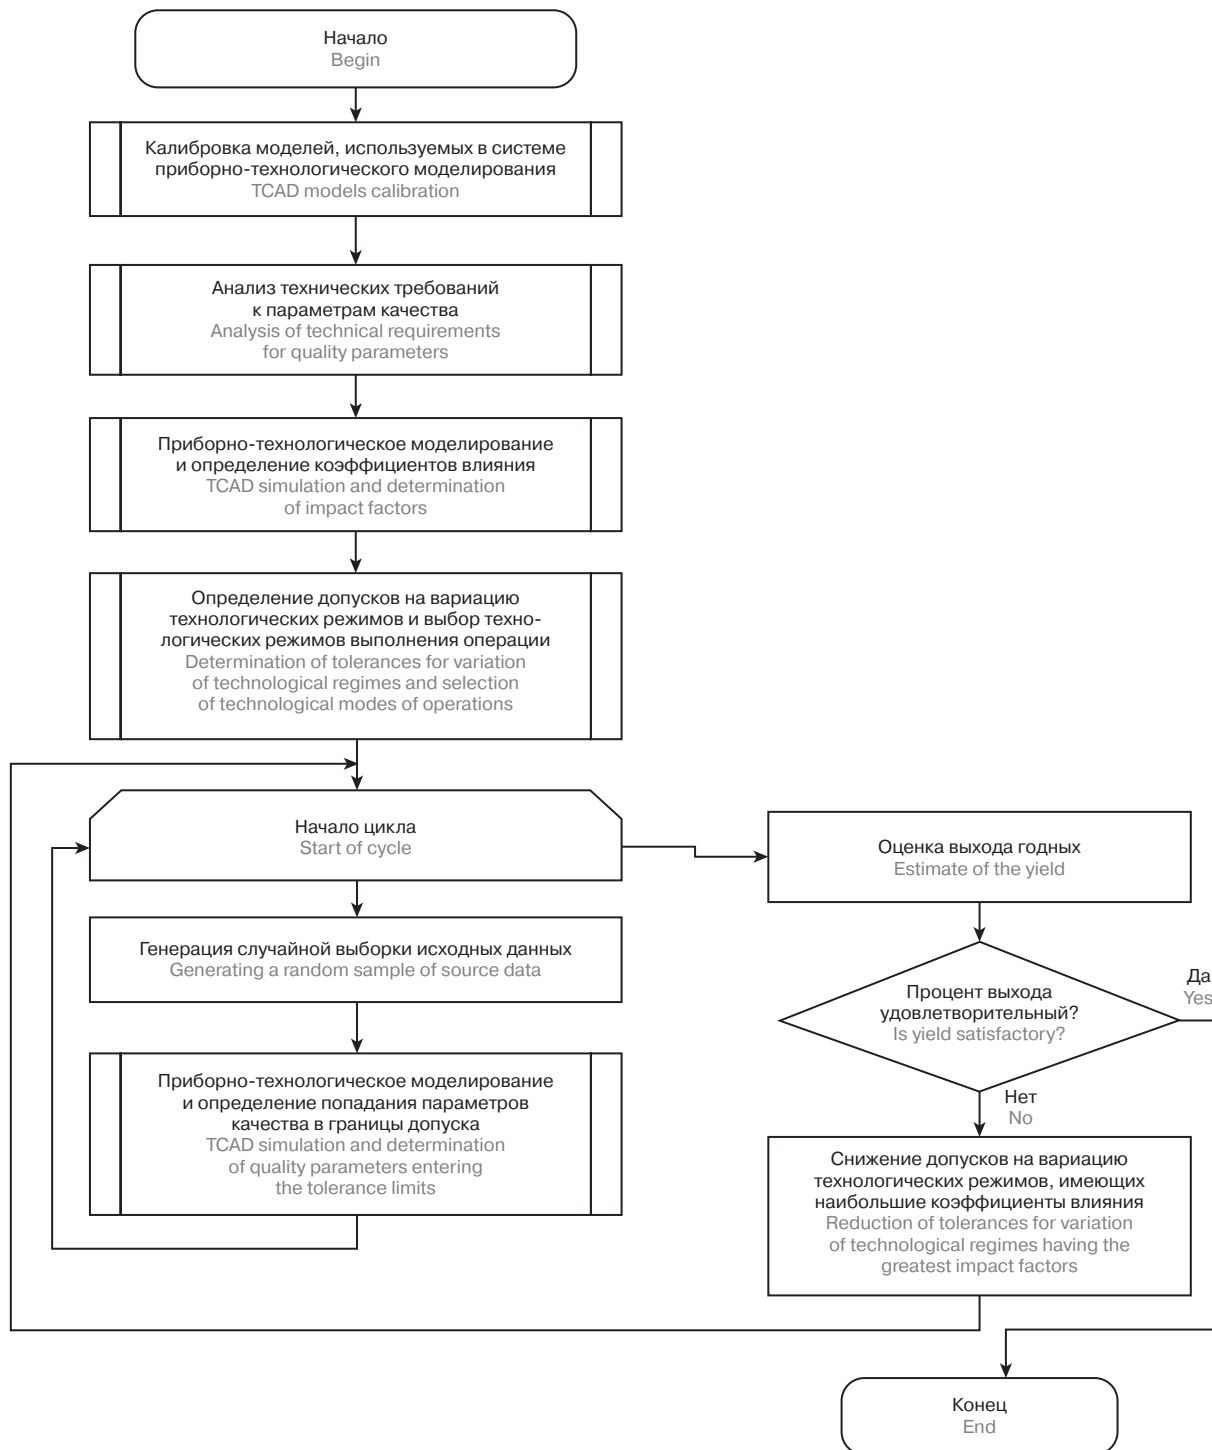 Начало
Begin
Калибровка моделей, используемых в системе
приборно-технологического моделирования
TCAD models calibration
Анализ технических требований
к параметрам качества
Analysis of technical requirements
for quality parameters
Приборно-технологическое моделирование
и определение коэффициентов влияния
TCAD simulation and determination
of impact factors
Определение допусков на вариацию
технологических режимов и выбор техно-
логических режимов выполнения операции
Determination of tolerances for variation
of technological regimes and selection
of technological modes of operations
Начало цикла
Start of cycle
Генерация случайной выборки исходных данных
Generating a random sample of source data
Приборно-технологическое моделирование
и определение попадания параметров
качества в границы допуска
TCAD simulation and determination
of quality parameters entering
the tolerance limits
Оценка выхода годных
Estimate of the yield
Процент выхода
удовлетворительный?
Is yield satisfactory?
Да
Yes
Нет
No
Снижение допусков на вариацию
технологических режимов, имеющих
наибольшие коэффициенты влияния
Reduction of tolerances for variation
of technological regimes having the
greatest impact factors
Конец
End